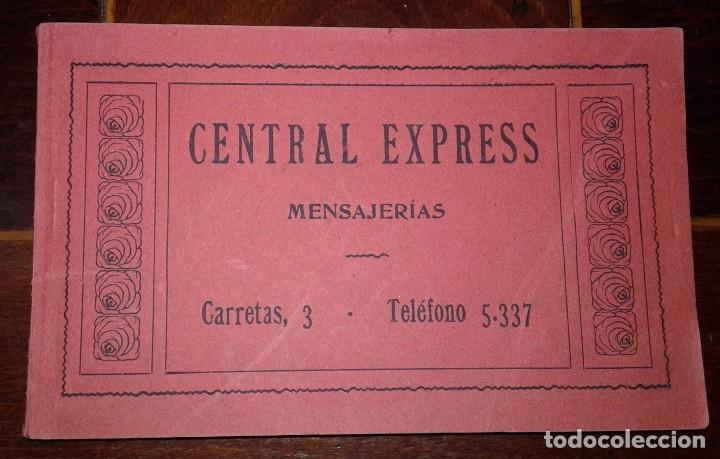 CENTRAL EXPRESS
MENSAJERÍAS
Carretas, 3 - Teléfono 5.337
todocoleccion